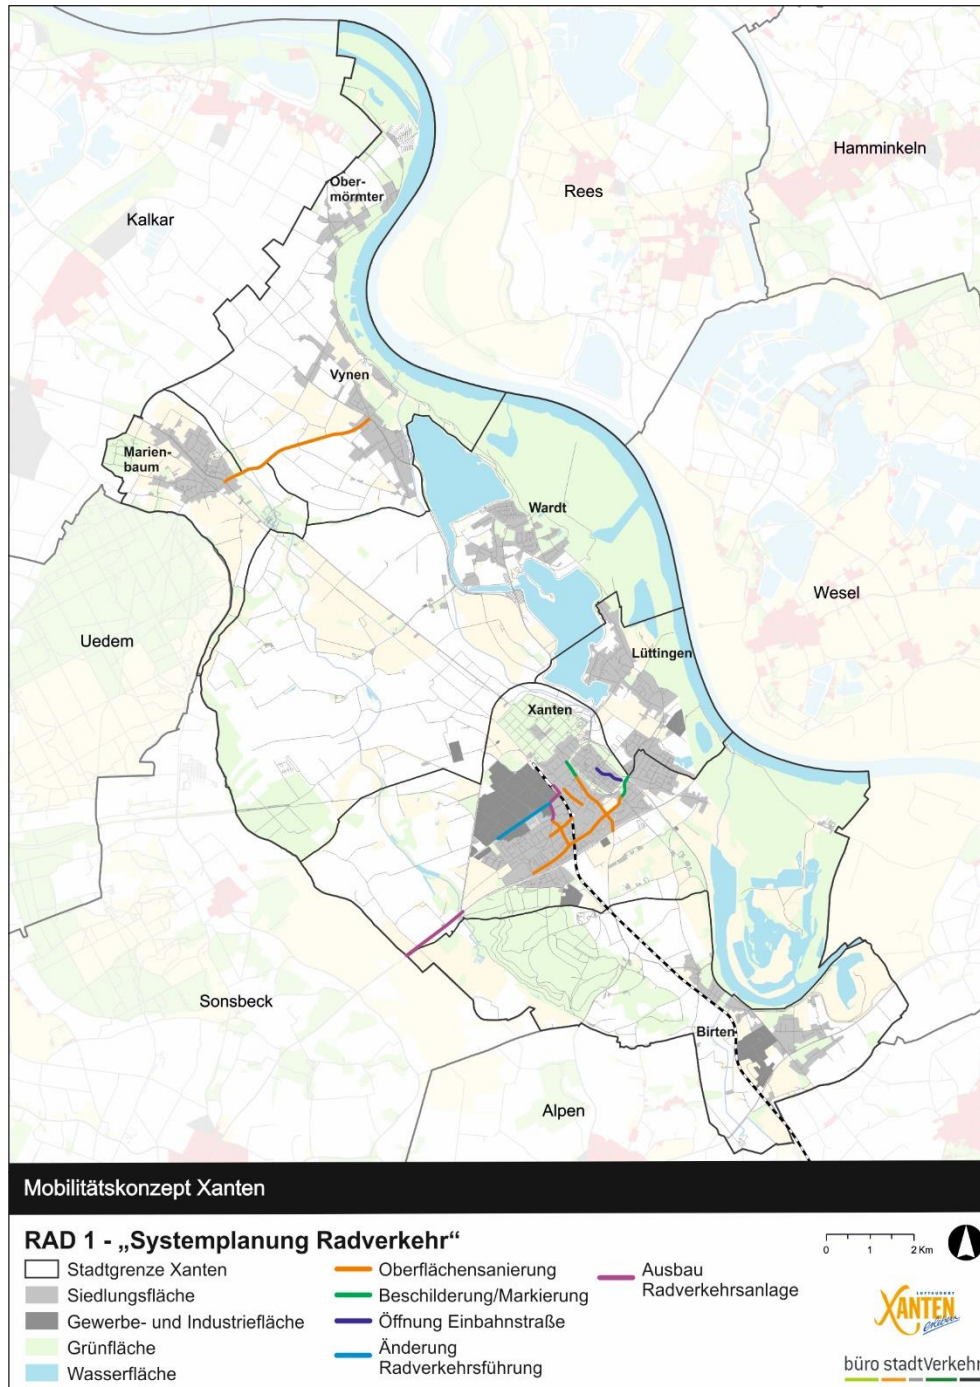 Hamminkeln
Rees
Ober-
mörmter
Kalkar
Vynen
Marien-
baum
Wardt
Wesel
Uedem
Lüttingen
Xanten
Sonsbeck
Birten
Alpen
Mobilitätskonzept Xanten
RAD 1 - „Systemplanung Radverkehr“
Stadtgrenze Xanten
Siedlungsfläche
Gewerbe- und Industriefläche
Grünfläche
Wasserfläche
Oberflächensanierung
Beschilderung/Markierung
Öffnung Einbahnstraße
Änderung
Radverkehrsführung
Ausbau
Radverkehrsanlage
0 1 2 Km
LUFTKURORT
XANTEN
erleben
büro stadtVerkehr